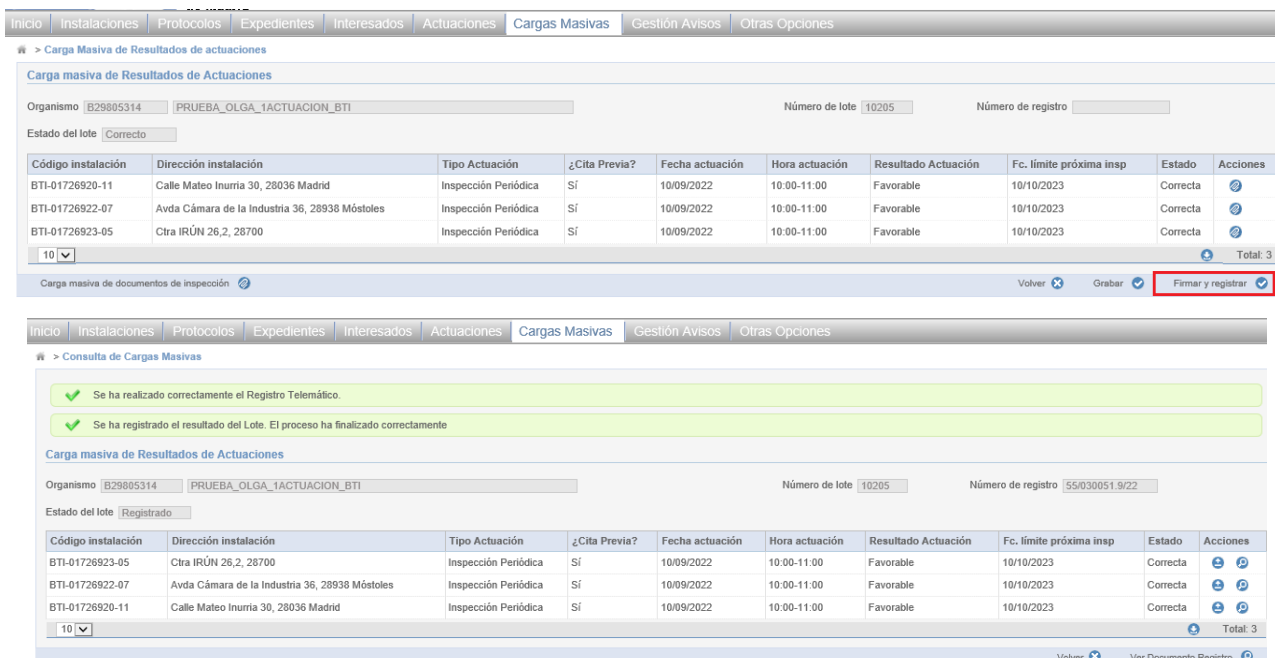 Inicio Instalaciones Protocolos Expedientes Interesados Actuaciones Cargas Masivas Gestión Avisos Otras Opciones
> Carga Masiva de Resultados de actuaciones
Carga masiva de Resultados de Actuaciones
Organismo B29805314 PRUEBA_OLGA_1ACTUACION_BTI Número de lote 10205 Número de registro
Estado del lote Correcto
Código instalación Dirección instalación Tipo Actuación ¿Cita Previa? Fecha actuación Hora actuación Resultado Actuación Fc. límite próxima insp Estado Acciones
BTI-01726920-11 Calle Mateo Inurria 30, 28036 Madrid Inspección Periódica Sí 10/09/2022 10:00-11:00 Favorable 10/10/2023 Correcta
BTI-01726922-07 Avda Cámara de la Industria 36, 28938 Móstoles Inspección Periódica Sí 10/09/2022 10:00-11:00 Favorable 10/10/2023 Correcta
BTI-01726923-05 Ctra IRÚN 26,2, 28700 Inspección Periódica Sí 10/09/2022 10:00-11:00 Favorable 10/10/2023 Correcta
10 Total: 3
Carga masiva de documentos de inspección Volver Grabar Firmar y registrar
Inicio Instalaciones Protocolos Expedientes Interesados Actuaciones Cargas Masivas Gestión Avisos Otras Opciones
> Consulta de Cargas Masivas
Se ha realizado correctamente el Registro Telemático.
Se ha registrado el resultado del Lote. El proceso ha finalizado correctamente
Carga masiva de Resultados de Actuaciones
Organismo B29805314 PRUEBA_OLGA_1ACTUACION_BTI Número de lote 10205 Número de registro 55/030051.9/22
Estado del lote Registrado
Código instalación Dirección instalación Tipo Actuación ¿Cita Previa? Fecha actuación Hora actuación Resultado Actuación Fc. límite próxima insp Estado Acciones
BTI-01726923-05 Ctra IRÚN 26,2, 28700 Inspección Periódica Sí 10/09/2022 10:00-11:00 Favorable 10/10/2023 Correcta
BTI-01726922-07 Avda Cámara de la Industria 36, 28938 Móstoles Inspección Periódica Sí 10/09/2022 10:00-11:00 Favorable 10/10/2023 Correcta
BTI-01726920-11 Calle Mateo Inurria 30, 28036 Madrid Inspección Periódica Sí 10/09/2022 10:00-11:00 Favorable 10/10/2023 Correcta
10 Total: 3
Volver Ver Documento Registro